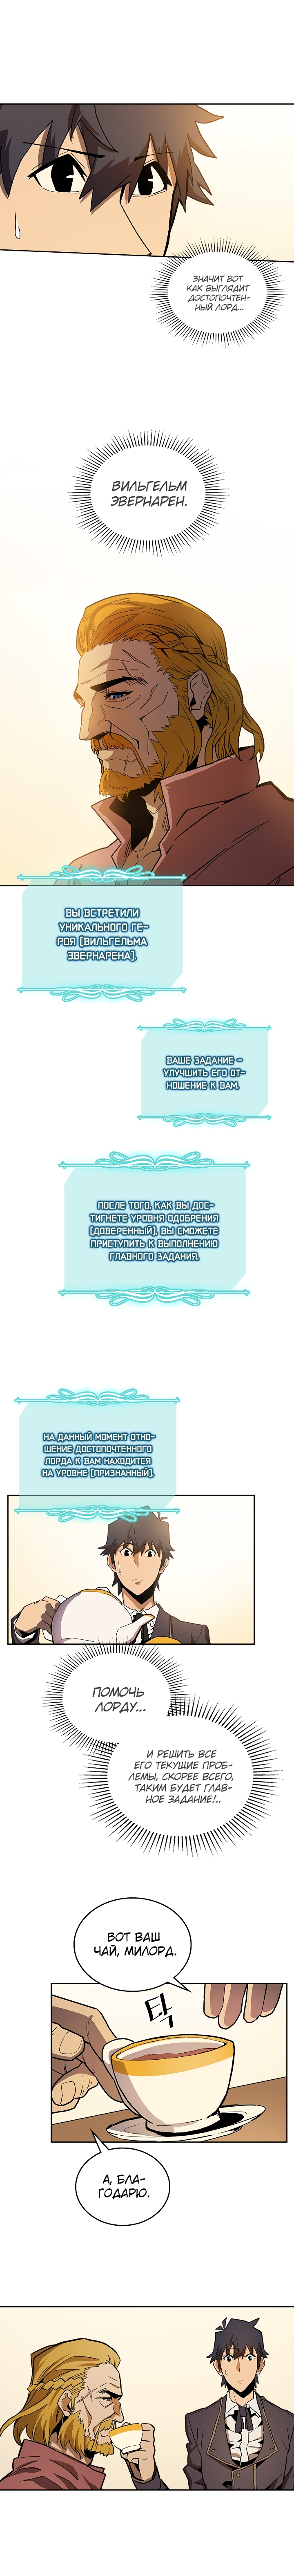 ЗНАЧИТ ВОТ
КАК ВЫГЛЯДИТ
ДОСТОПОЧТЕН-
НЫЙ ЛОРД...
ВИЛЬГЕЛЬМ
ЭВЕРНАРЕН.
ВЫ ВСТРЕТИЛИ
УНИКАЛЬНОГО ГЕ-
РОЯ [ВИЛЬГЕЛЬМА
ЭВЕРНАРЕНА].
ВАШЕ ЗАДАНИЕ –
УЛУЧШИТЬ ЕГО ОТ-
НОШЕНИЕ К ВАМ.
ПОСЛЕ ТОГО, КАК ВЫ ДОС-
ТИГНЕТЕ УРОВНЯ ОДОБРЕНИЯ
[ДОВЕРЕННЫЙ], ВЫ СМОЖЕТЕ
ПРИСТУПИТЬ К ВЫПОЛНЕНИЮ
ГЛАВНОГО ЗАДАНИЯ.
НА ДАННЫЙ МОМЕНТ ОТНО-
ШЕНИЕ ДОСТОПОЧТЕННОГО
ЛОРДА К ВАМ НАХОДИТСЯ
НА УРОВНЕ [ПРИЗНАННЫЙ].
ПОМОЧЬ
ЛОРДУ...
И РЕШИТЬ ВСЕ
ЕГО ТЕКУЩИЕ ПРОБ-
ЛЕМЫ, СКОРЕЕ ВСЕГО,
ТАКИМ БУДЕТ ГЛАВ-
НОЕ ЗАДАНИЕ!..
ВОТ ВАШ
ЧАЙ, МИЛОРД.
탁
А, БЛА-
ГОДАРЮ.